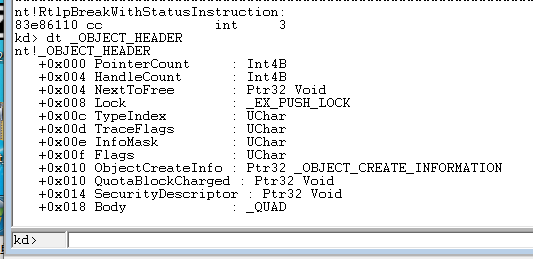 nt!RtlpBreakWithStatusInstruction:
83e86110 cc              int     3
kd> dt _OBJECT_HEADER
nt!_OBJECT_HEADER
   +0x000 PointerCount     : Int4B
   +0x004 HandleCount      : Int4B
   +0x004 NextToFree       : Ptr32 Void
   +0x008 Lock             : _EX_PUSH_LOCK
   +0x00c TypeIndex        : UChar
   +0x00d TraceFlags       : UChar
   +0x00e InfoMask         : UChar
   +0x00f Flags            : UChar
   +0x010 ObjectCreateInfo : Ptr32 _OBJECT_CREATE_INFORMATION
   +0x010 QuotaBlockCharged : Ptr32 Void
   +0x014 SecurityDescriptor : Ptr32 Void
   +0x018 Body             : _QUAD
kd>